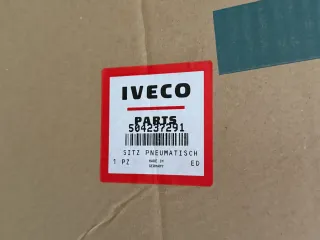 IVECO
PARTS
504237291
SITZ PNEUMATISCH
1 PZ MADE IN ED
GERMANY